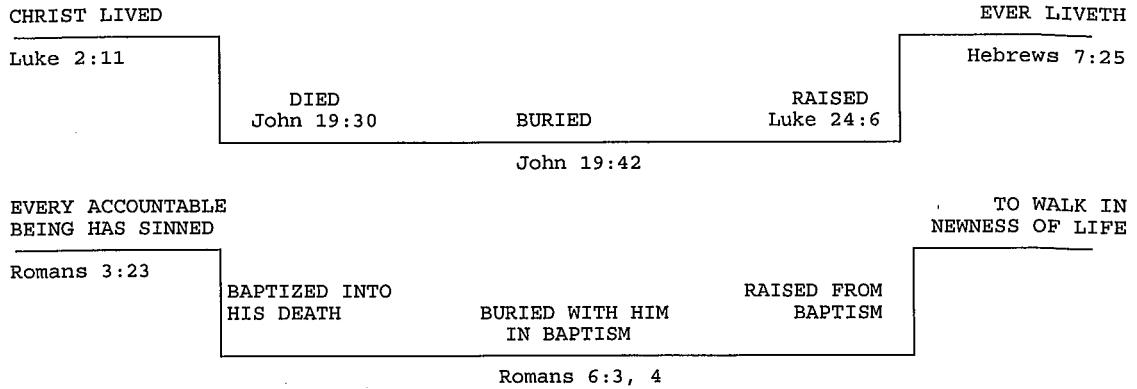 CHRIST LIVED
EVER LIVETH
Luke 2:11
Hebrews 7:25
DIED
RAISED
John 19:30
BURIED
Luke 24:6
John 19:42
EVERY ACCOUNTABLE
BEING HAS SINNED
TO WALK IN
NEWNESS OF LIFE
Romans 3:23
BAPTIZED INTO
HIS DEATH
BURIED WITH HIM
IN BAPTISM
RAISED FROM
BAPTISM
Romans 6:3, 4